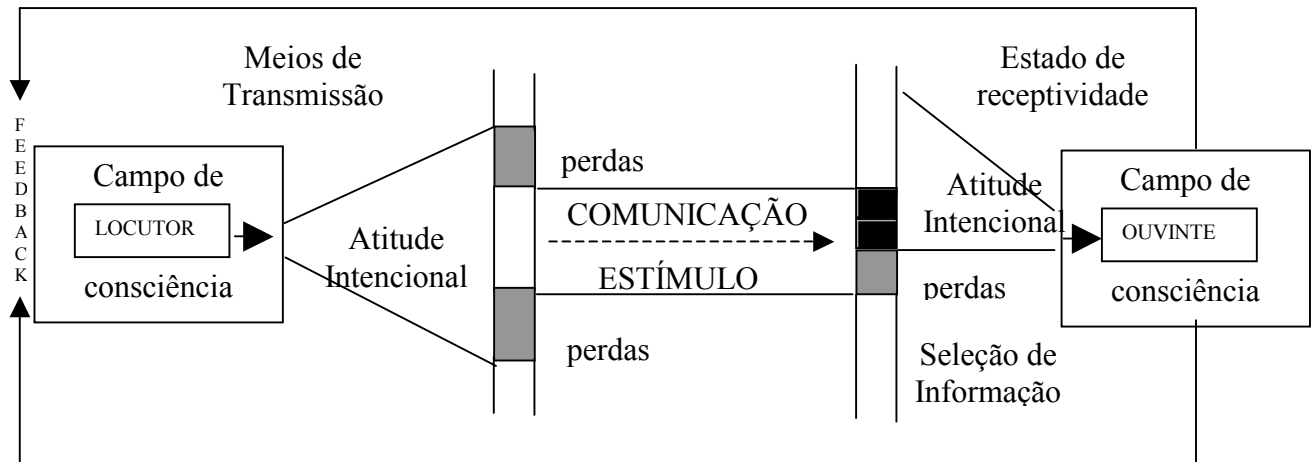 Meios de
Transmissão
Estado de
receptividade
FEEDBACK
Campo de
LOCUTOR
consciência
Atitude
Intencional
perdas
COMUNICAÇÃO
ESTÍMULO
perdas
Atitude
Intencional
perdas
Campo de
OUVINTE
consciência
Seleção de
Informação